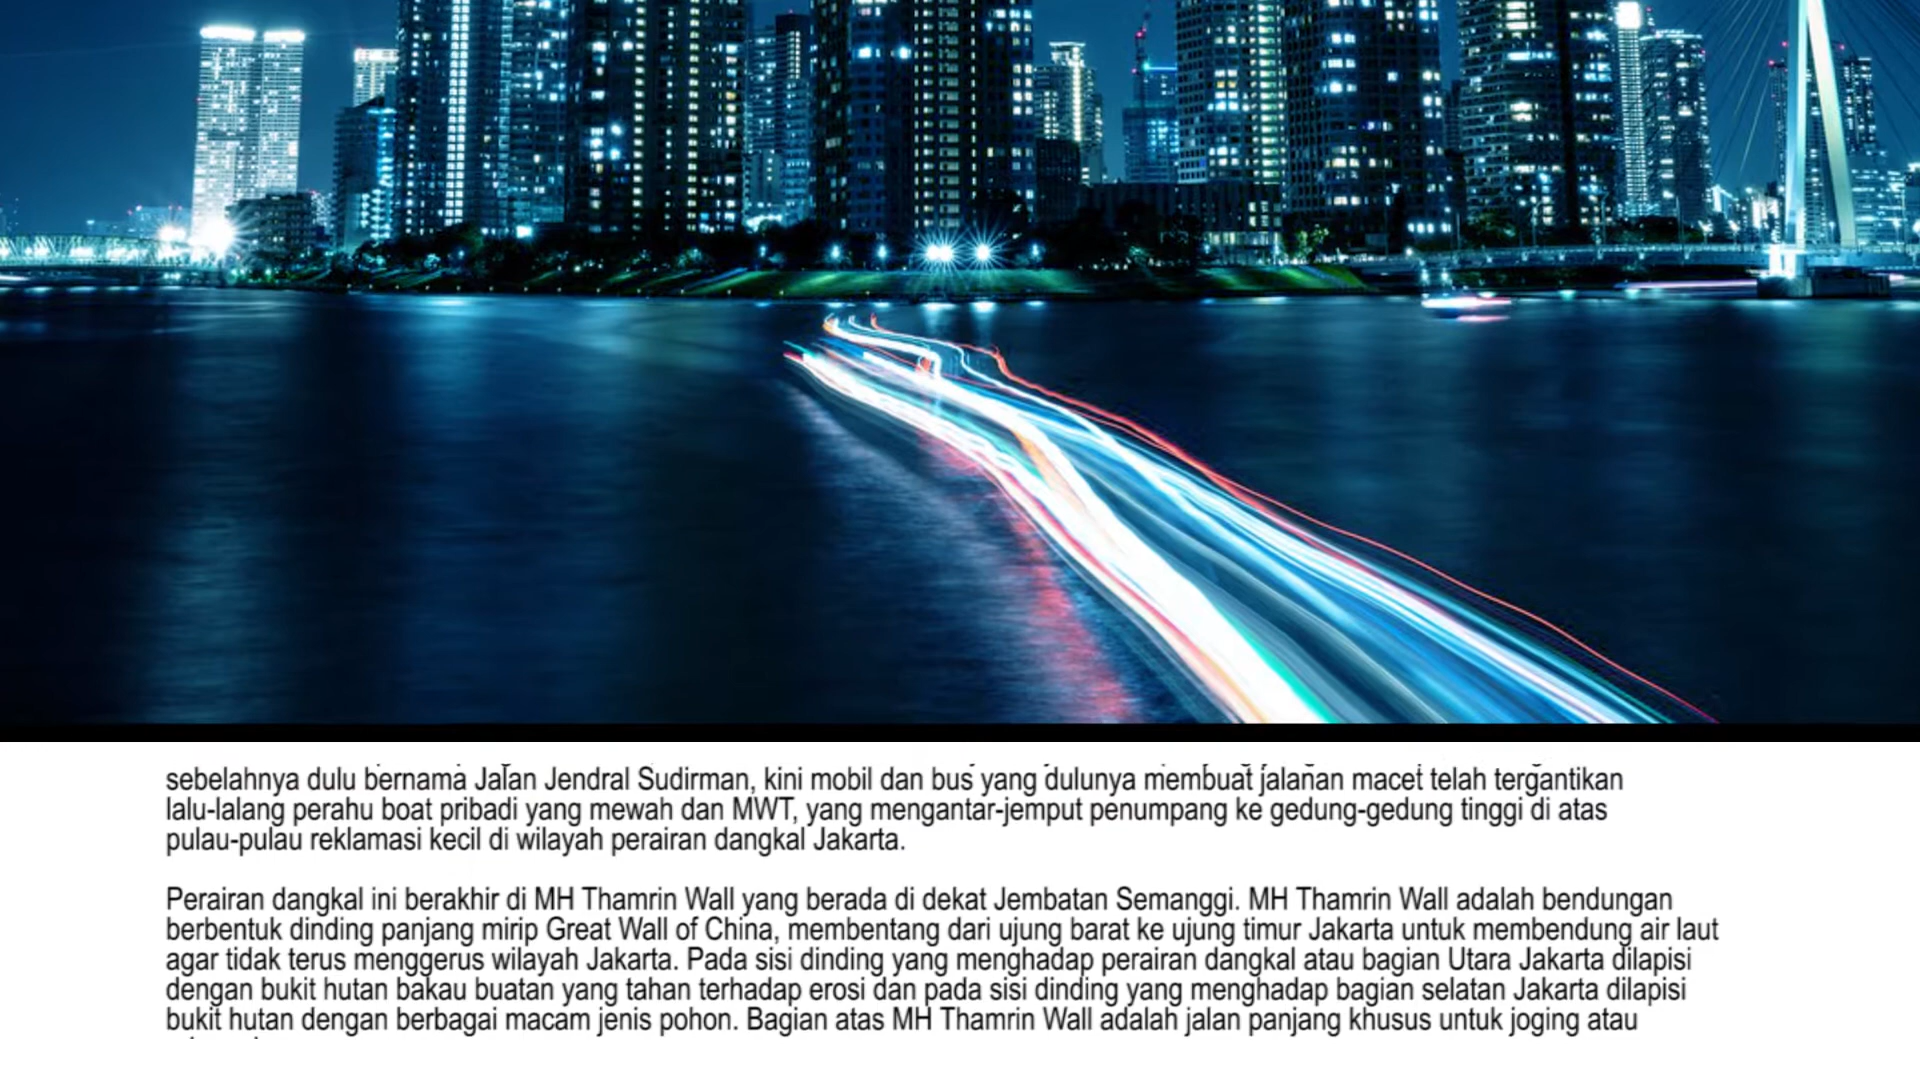 sebelahnya dulu bernama Jalan Jendral Sudirman, kini mobil dan bus yang dulunya membuat jalanan macet telah tergantikan
lalu-lalang perahu boat pribadi yang mewah dan MWT, yang mengantar-jemput penumpang ke gedung-gedung tinggi di atas
pulau-pulau reklamasi kecil di wilayah perairan dangkal Jakarta.
Perairan dangkal ini berakhir di MH Thamrin Wall yang berada di dekat Jembatan Semanggi. MH Thamrin Wall adalah bendungan
berbentuk dinding panjang mirip Great Wall of China, membentang dari ujung barat ke ujung timur Jakarta untuk membendung air laut
agar tidak terus menggerus wilayah Jakarta. Pada sisi dinding yang menghadap perairan dangkal atau bagian Utara Jakarta dilapisi
dengan bukit hutan bakau buatan yang tahan terhadap erosi dan pada sisi dinding yang menghadap bagian selatan Jakarta dilapisi
bukit hutan dengan berbagai macam jenis pohon. Bagian atas MH Thamrin Wall adalah jalan panjang khusus untuk joging atau